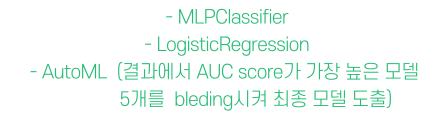 - MLPClassifier
- LogisticRegression
- AutoML (결과에서 AUC score가 가장 높은 모델
5개를 bleding시켜 최종 모델 도출)